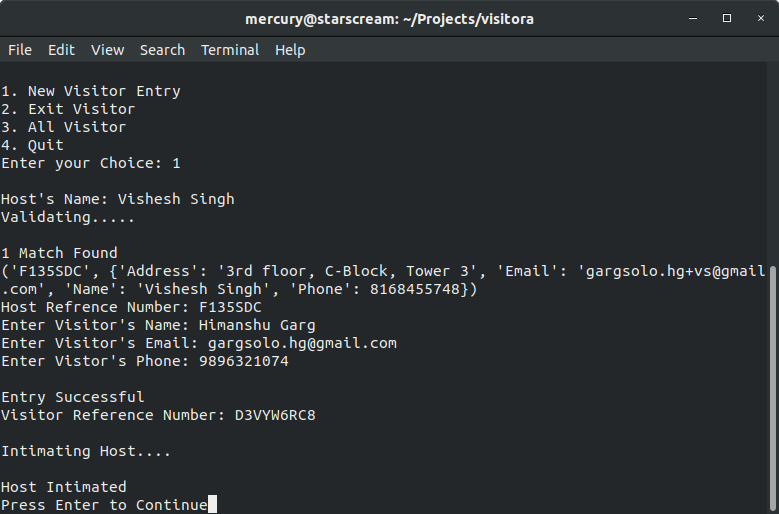 mercury@starscream: ~/Projects/visitora
File Edit View Search Terminal Help
1. New Visitor Entry
2. Exit Visitor
3. All Visitor
4. Quit
Enter your Choice: 1
Host's Name: Vishesh Singh
Validating.....
1 Match Found
('F135SDC', {'Address': '3rd floor, C-Block, Tower 3', 'Email': 'gargsolo.hg+vs@gmail
.com', 'Name': 'Vishesh Singh', 'Phone': 8168455748})
Host Refrence Number: F135SDC
Enter Visitor's Name: Himanshu Garg
Enter Visitor's Email: gargsolo.hg@gmail.com
Enter Vistor's Phone: 9896321074
Entry Successful
Visitor Reference Number: D3VYW6RC8
Intimating Host....
Host Intimated
Press Enter to Continue